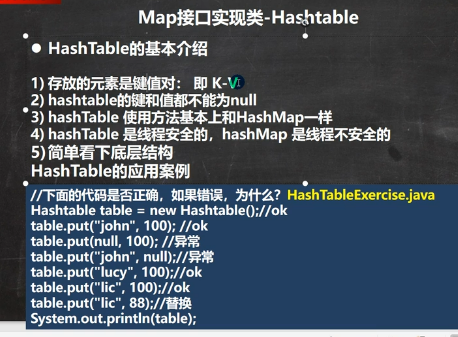 Map接口实现类-Hashtable
● HashTable的基本介绍
1) 存放的元素是键值对： 即 K-V
2) hashtable的键和值都不能为null
3) hashTable 使用方法基本上和HashMap一样
4) hashTable 是线程安全的，hashMap 是线程不安全的
5) 简单看下底层结构
HashTable的应用案例
//下面的代码是否正确，如果错误，为什么？ HashTableExercise.java
Hashtable table = new Hashtable();//ok
table.put("john", 100); //ok
table.put(null, 100); //异常
table.put("john", null);//异常
table.put("lucy", 100);//ok
table.put("lic", 100);//ok
table.put("lic", 88);//替换
System.out.println(table);